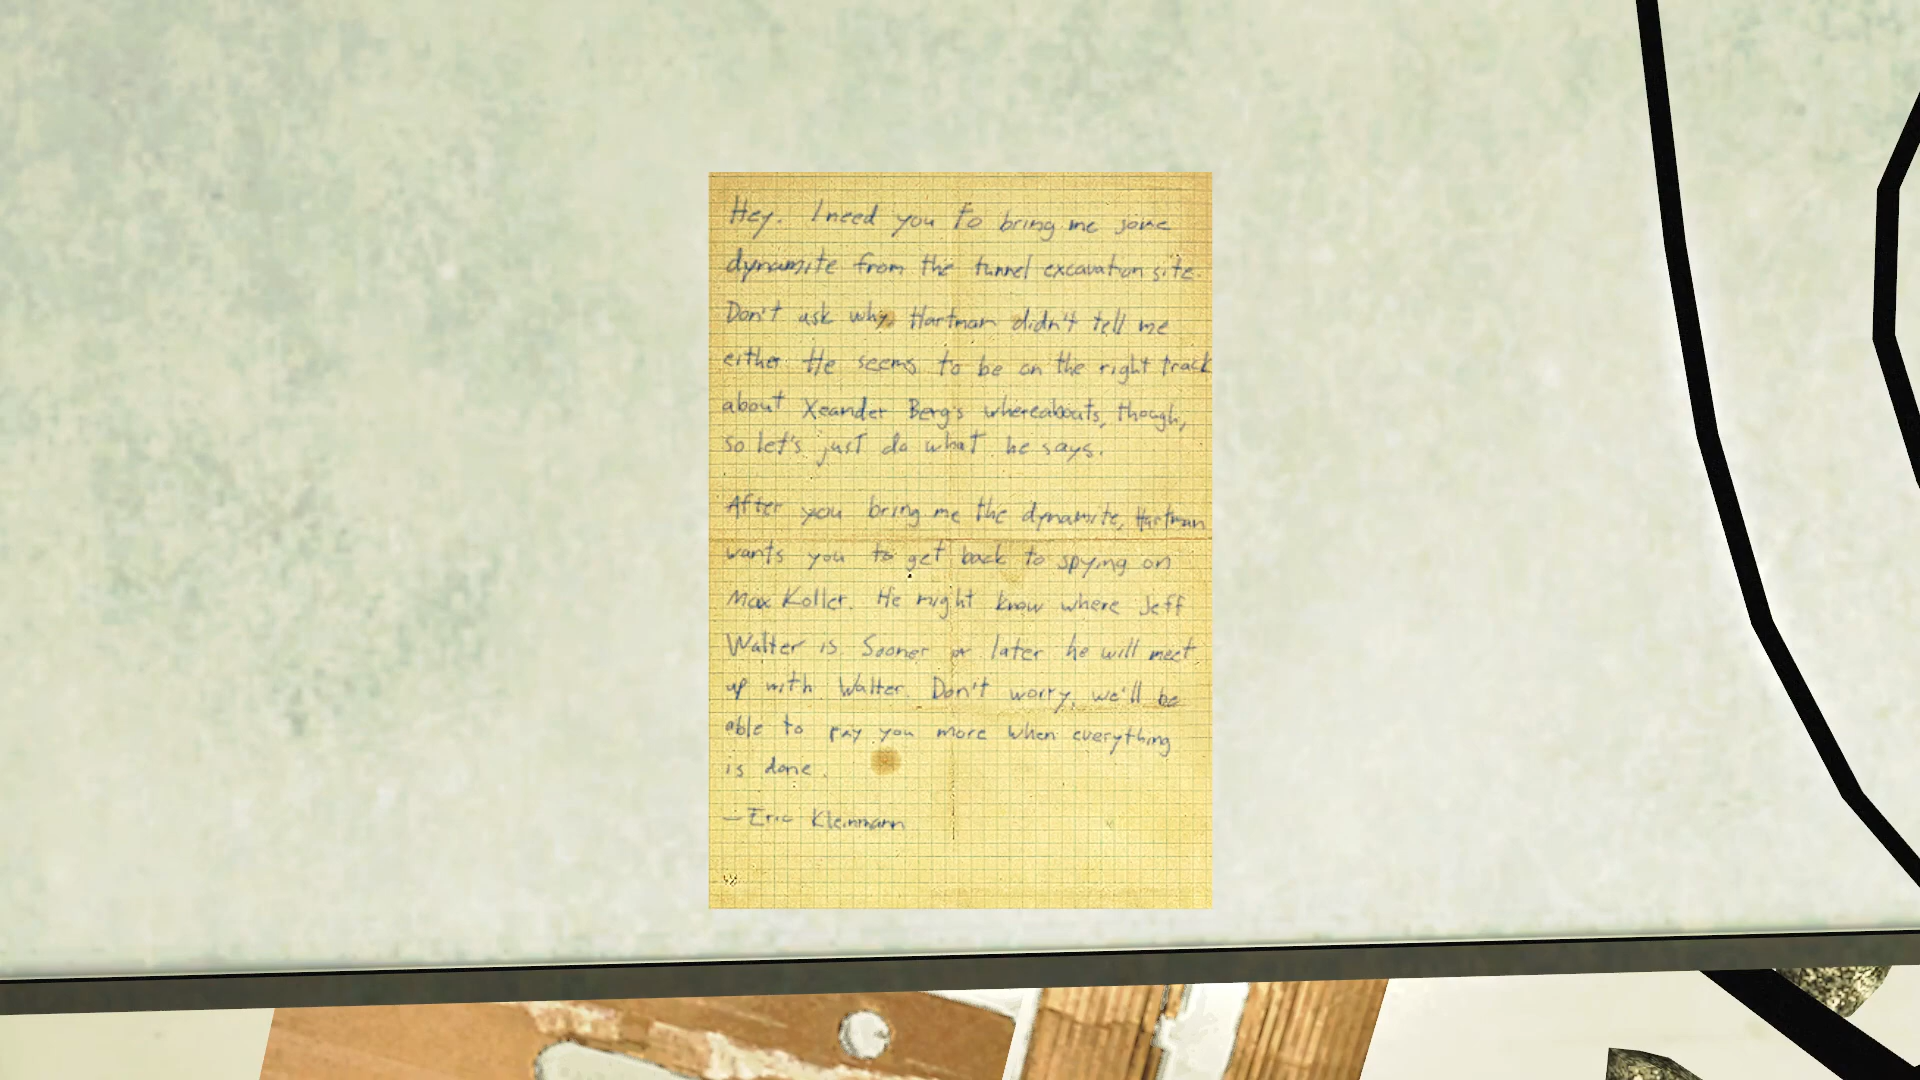 Hey. I need you to bring me some
dynamite from the tunnel excavation site.
Don't ask why, Hartman didn't tell me
either. He seems to be on the right track
about Xeander Berg's whereabouts, though,
so let's just do what he says.
After you bring me the dynamite, Hartman
wants you to get back to spying on
Max Koller. He might know where Jeff
Walter is. Sooner or later he will meet
up with Walter. Don't worry, we'll be
able to pay you more when everything
is done.
- Eric Kleinmann